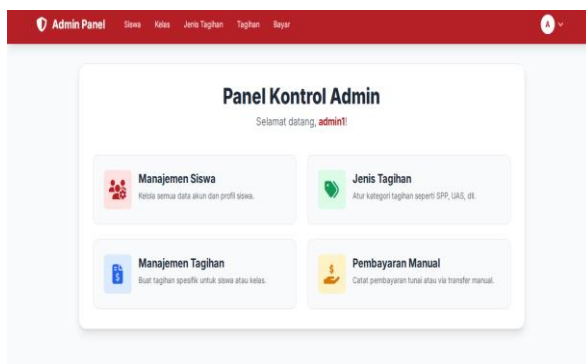 Admin Panel Siswa Kelas Jenis Tagihan Tagihan Bayar A
Panel Kontrol Admin
Selamat datang, admin1!
Manajemen Siswa
Kelola semua data akun dan profil siswa.
Jenis Tagihan
Atur kategori tagihan seperti SPP, UAS, dll.
Manajemen Tagihan
Buat tagihan spesifik untuk siswa atau kelas.
Pembayaran Manual
Catat pembayaran tunai atau via transfer manual.